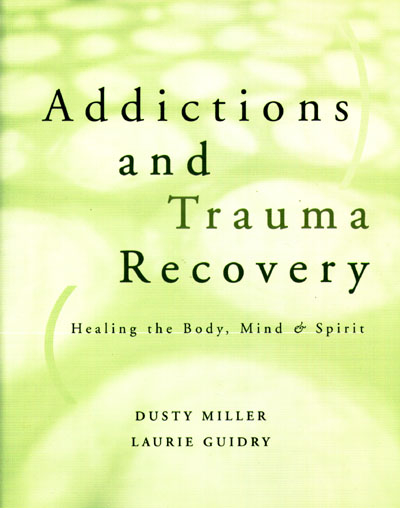 Addictions
and
Trauma
Recovery
Healing the Body, Mind & Spirit
DUSTY MILLER
LAURIE GUIDRY